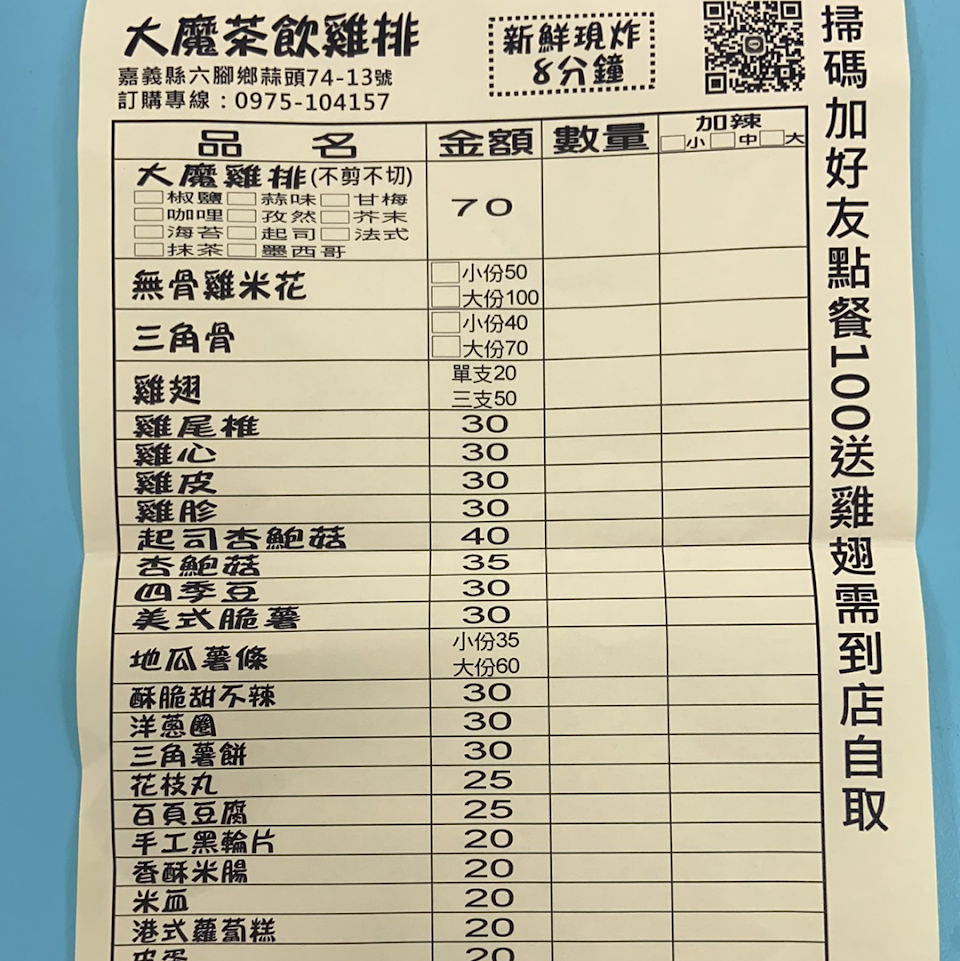 大魔茶飲雞排
嘉義縣六腳鄉蒜頭74-13號
訂購專線：0975-104157
新鮮現炸
8分鐘
品 名 金額 數量 加辣
□小□中□大
大魔雞排(不剪不切) 70
□椒鹽□蒜味□甘梅
□咖哩□孜然□芥末
□海苔□起司□法式
□抹茶□墨西哥
無骨雞米花 □小份50
□大份100
三角骨 □小份40
□大份70
雞翅 單支20
三支50
雞尾椎 30
雞心 30
雞皮 30
雞胗 30
起司杏鮑菇 40
杏鮑菇 35
四季豆 30
美式脆薯 30
地瓜薯條 小份35
大份60
酥脆甜不辣 30
洋蔥圈 30
三角薯餅 30
花枝丸 25
百頁豆腐 25
手工黑輪片 20
香酥米腸 20
米血 20
港式蘿蔔糕 20
皮蛋 20
掃碼加好友點餐100送雞翅需到店自取